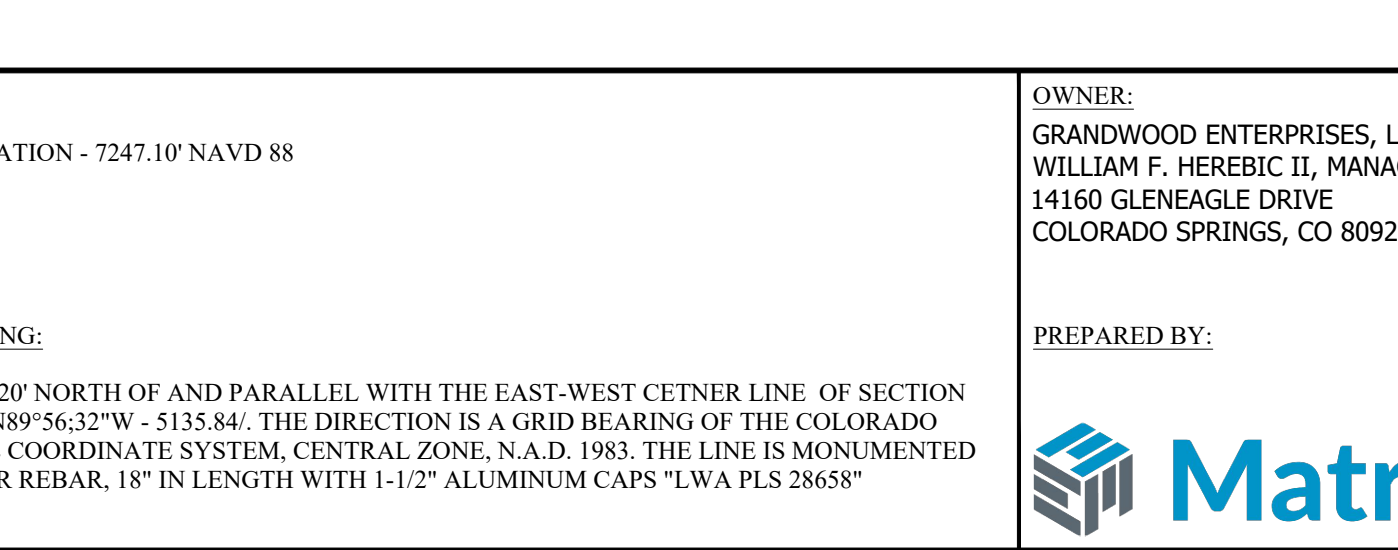 ATION - 7247.10' NAVD 88
NG:
20' NORTH OF AND PARALLEL WITH THE EAST-WEST CETNER LINE OF SECTION
N89°56;32"W - 5135.84/. THE DIRECTION IS A GRID BEARING OF THE COLORADO
COORDINATE SYSTEM, CENTRAL ZONE, N.A.D. 1983. THE LINE IS MONUMENTED
R REBAR, 18" IN LENGTH WITH 1-1/2" ALUMINUM CAPS "LWA PLS 28658"
OWNER:
GRANDWOOD ENTERPRISES, L
WILLIAM F. HEREBIC II, MANA
14160 GLENEAGLE DRIVE
COLORADO SPRINGS, CO 8092
PREPARED BY:
Matr